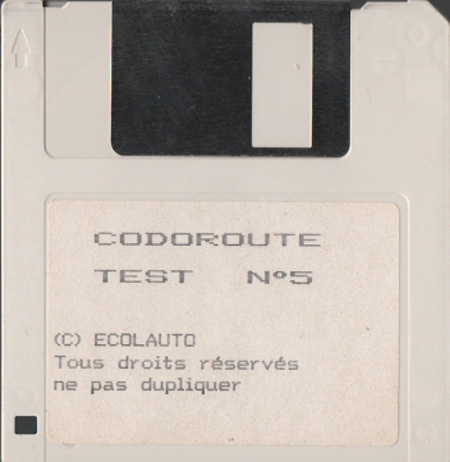 CODOROUTE
TEST N°5
(C) ECOLAUTO
Tous droits réservés
ne pas dupliquer